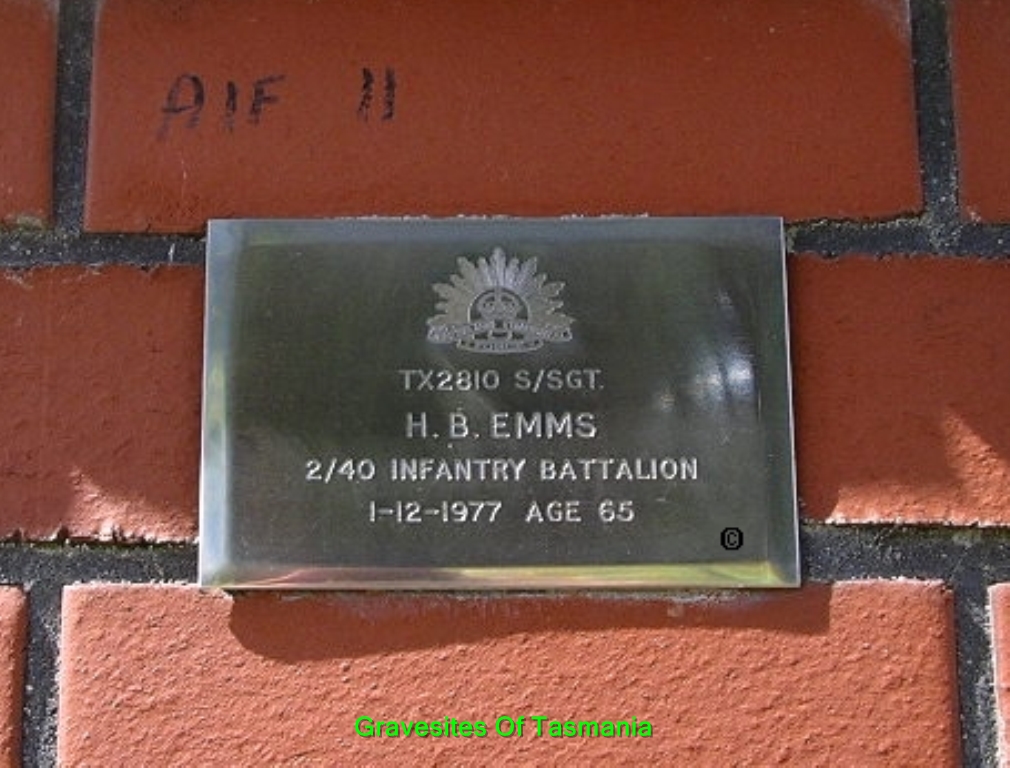 AIF II
TX2810 S/SGT.
H. B. EMMS
2/40 INFANTRY BATTALION
1-12-1977 AGE 65
©
Gravesites Of Tasmania